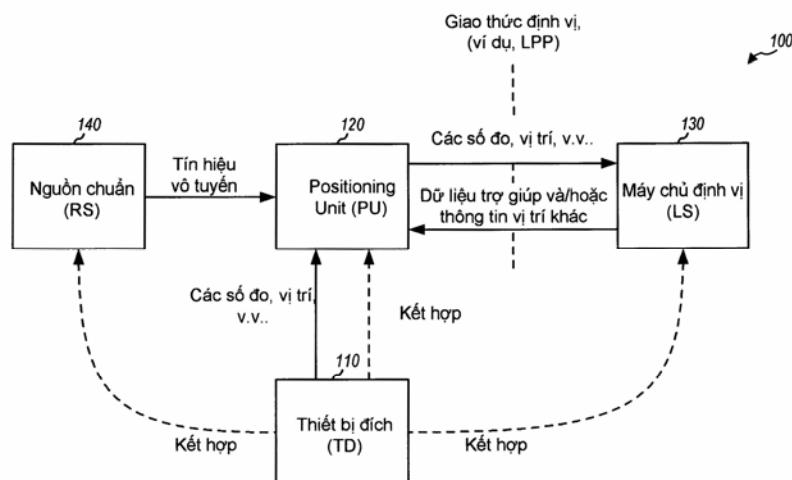 Giao thức định vị,
(ví dụ, LPP)
100
140
120
130
Nguồn chuẩn
(RS)
Tín hiệu
vô tuyến
Positioning
Unit (PU)
Các số đo, vị trí, v.v..
Dữ liệu trợ giúp và/hoặc
thông tin vị trí khác
Máy chủ định vị
(LS)
Các số đo, vị trí,
v.v..
Kết hợp
110
Thiết bị đích
(TD)
Kết hợp
Kết hợp